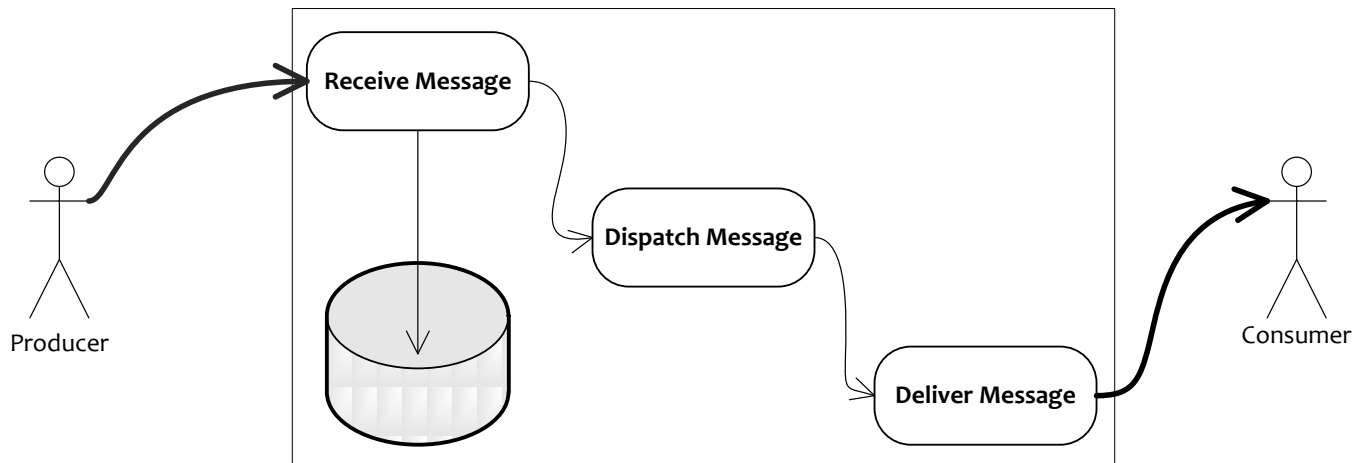 Receive Message
Dispatch Message
Producer
Consumer
Deliver Message